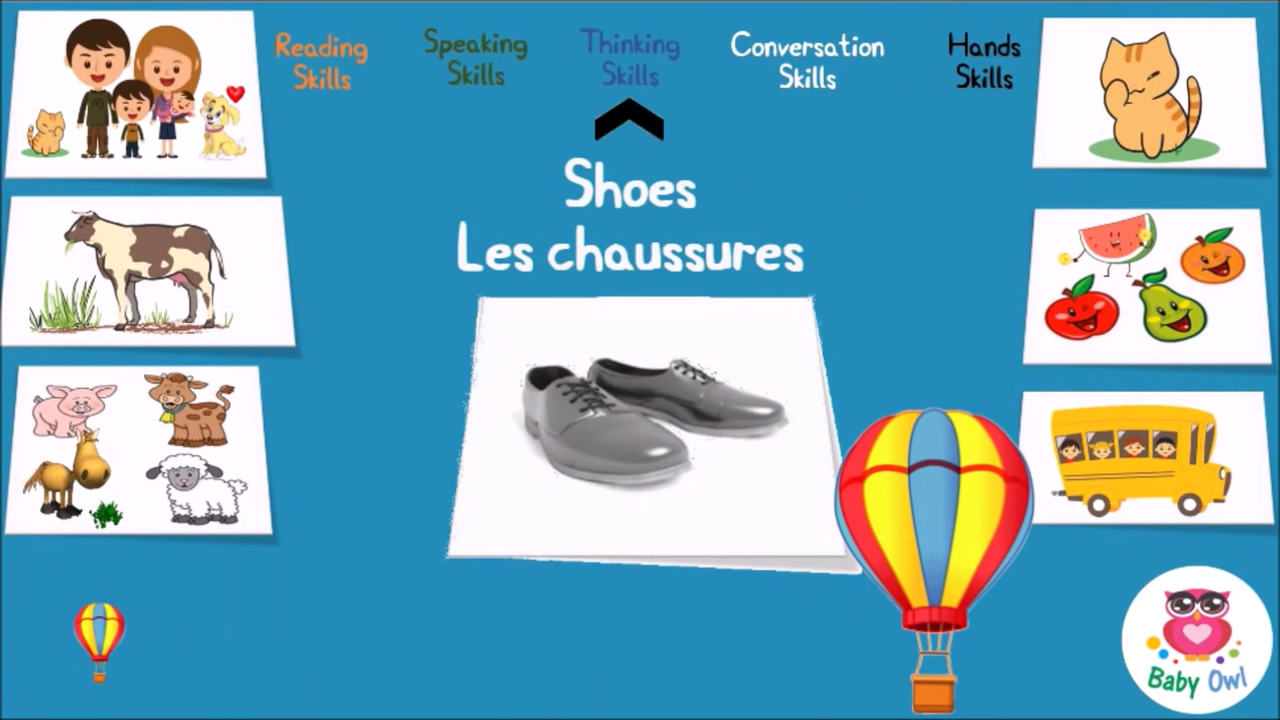 Reading
Skills
Speaking
Skills
Thinking
Skills
Conversation
Skills
Hands
Skills
Shoes
Les chaussures
Baby Owl